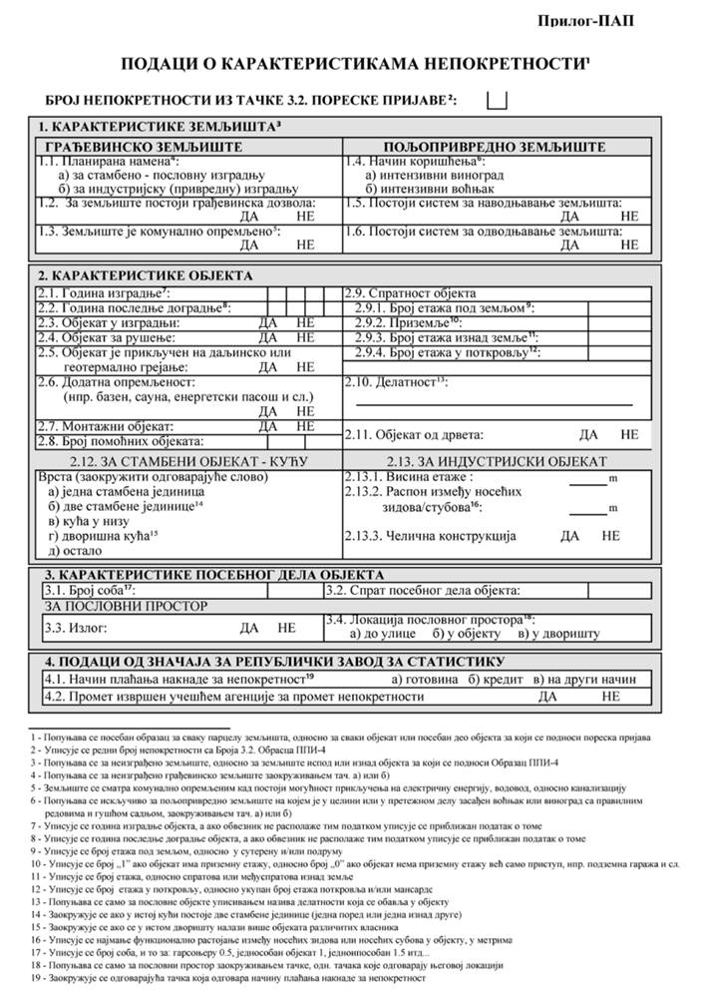 Прилог-ПАП
ПОДАЦИ О КАРАКТЕРИСТИКАМА НЕПОКРЕТНОСТИ¹
БРОЈ НЕПОКРЕТНОСТИ ИЗ ТАЧКЕ 3.2. ПОРЕСКЕ ПРИЈАВЕ²:
1. КАРАКТЕРИСТИКЕ ЗЕМЉИШТА³
ГРАЂЕВИНСКО ЗЕМЉИШТЕ
1.1. Планирана намена⁴:
а) за стамбено - пословну изградњу
б) за индустријску (привредну) изградњу
1.2. За земљиште постоји грађевинска дозвола:
ДА НЕ
1.3. Земљиште је комунално опремљено⁵:
ДА НЕ
ПОЉОПРИВРЕДНО ЗЕМЉИШТЕ
1.4. Начин коришћења⁶:
а) интензивни виноград
б) интензивни воћњак
1.5. Постоји систем за наводњавање земљишта:
ДА НЕ
1.6. Постоји систем за одводњавање земљишта:
ДА НЕ
2. КАРАКТЕРИСТИКЕ ОБЈЕКТА
2.1. Година изградње⁷:
2.2. Година последње доградње⁸:
2.3. Објекат у изградњи: ДА НЕ
2.4. Објекат за рушење: ДА НЕ
2.5. Објекат је прикључен на даљинско или
геотермално грејање: ДА НЕ
2.6. Додатна опремљеност:
(нпр. базен, сауна, енергетски пасош и сл.)
ДА НЕ
2.7. Монтажни објекат: ДА НЕ
2.8. Број помоћних објеката:
2.9. Спратност објекта
2.9.1. Број етажа под земљом⁹:
2.9.2. Приземље¹⁰:
2.9.3. Број етажа изнад земље¹¹:
2.9.4. Број етажа у поткровљу¹²:
2.10. Делатност¹³:
2.11. Објекат од дрвета: ДА НЕ
2.12. ЗА СТАМБЕНИ ОБЈЕКАТ - КУЋУ
Врста (заокружити одговарајуће слово)
а) једна стамбена јединица
б) две стамбене јединице¹⁴
в) кућа у низу
г) дворишна кућа¹⁵
д) остало
2.13. ЗА ИНДУСТРИЈСКИ ОБЈЕКАТ
2.13.1. Висина етаже : m
2.13.2. Распон између носећих
зидова/стубова¹⁶: m
2.13.3. Челична конструкција ДА НЕ
3. КАРАКТЕРИСТИКЕ ПОСЕБНОГ ДЕЛА ОБЈЕКТА
3.1. Број соба¹⁷: 3.2. Спрат посебног дела објекта:
ЗА ПОСЛОВНИ ПРОСТОР
3.3. Излог: ДА НЕ
3.4. Локација пословног простора¹⁸:
а) до улице б) у објекту в) у дворишту
4. ПОДАЦИ ОД ЗНАЧАЈА ЗА РЕПУБЛИЧКИ ЗАВОД ЗА СТАТИСТИКУ
4.1. Начин плаћања накнаде за непокретност¹⁹ а) готовина б) кредит в) на други начин
4.2. Промет извршен учешћем агенције за промет непокретности ДА НЕ
1 - Попуњава се посебан образац за сваку парцелу земљишта, односно за сваки објекат или посебан део објекта за који се подноси пореска пријава
2 - Уписује се редни број непокретности са Броја 3.2. Обрасца ППИ-4
3 - Попуњава се за неизграђено земљиште, односно за земљиште испод или изнад објекта за који се подноси Образац ППИ-4
4 - Попуњава се за неизграђено грађевинско земљиште заокруживањем тач. а) или б)
5 - Земљиште се сматра комунално опремљеним кад постоји могућност прикључења на електричну енергију, водовод, односно канализацију
6 - Попуњава се искључиво за пољопривредно земљиште на којем је у целини или у претежном делу засађен воћњак или виноград са правилним
редовима и гушћом садњом, заокруживањем тач. а) или б)
7 - Уписује се година изградње објекта, а ако обвезник не располаже тим податком уписује се приближан податак о томе
8 - Уписује се година последње доградње објекта, а ако обвезник не располаже тим податком уписује се приближан податак о томе
9 - Уписује се број етажа под земљом, односно у сутерену и/или подруму
10 - Уписује се број „1” ако објекат има приземну етажу, односно број „0” ако објекат нема приземну етажу већ само приступ, нпр. подземна гаража и сл.
11 - Уписује се број етажа, односно спратова или међуспратова изнад земље
12 - Уписује се број етажа у поткровљу, односно укупан број етажа поткровља и/или мансарде
13 - Попуњава се само за пословне објекте уписивањем назива делатности која се обавља у објекту
14 - Заокружује се ако у истој кући постоје две стамбене јединице (једна поред или једна изнад друге)
15 - Заокружује се ако се у истом дворишту налази више објеката различитих власника
16 - Уписује се најмање функционално растојање између носећих зидова или носећих субова у објекту, у метрима
17 - Уписује се број соба, и то за: гарсоњеру 0.5, једнособан објекат 1, једноипособан 1.5 итд...
18 - Попуњава се само за пословни простор заокруживањем тачке, одн. тачака које одговарају његовој локацији
19 - Заокружује се одговарајућа тачка која одговара начину плаћања накнаде за непокретност